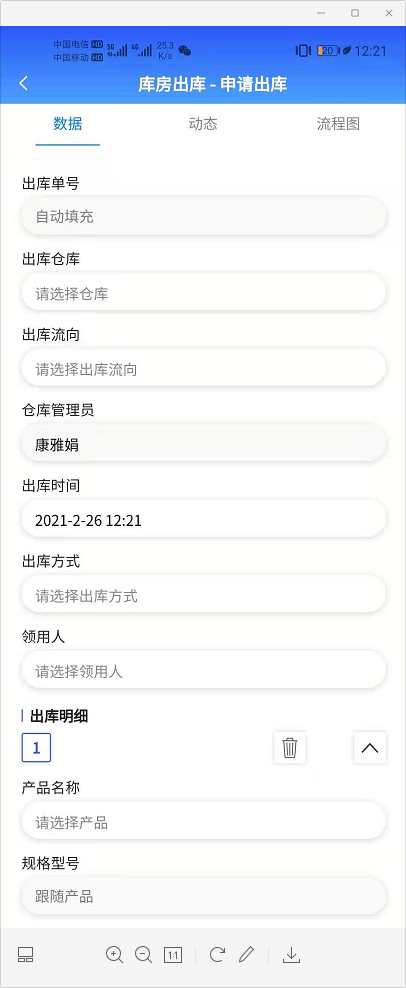 中国电信 HD 5G 4G 25.3 K/s 20 12:21
中国移动 HD
库房出库 - 申请出库
数据 动态 流程图
出库单号
自动填充
出库仓库
请选择仓库
出库流向
请选择出库流向
仓库管理员
康雅娟
出库时间
2021-2-26 12:21
出库方式
请选择出库方式
领用人
请选择领用人
出库明细
1
产品名称
请选择产品
规格型号
跟随产品
1:1